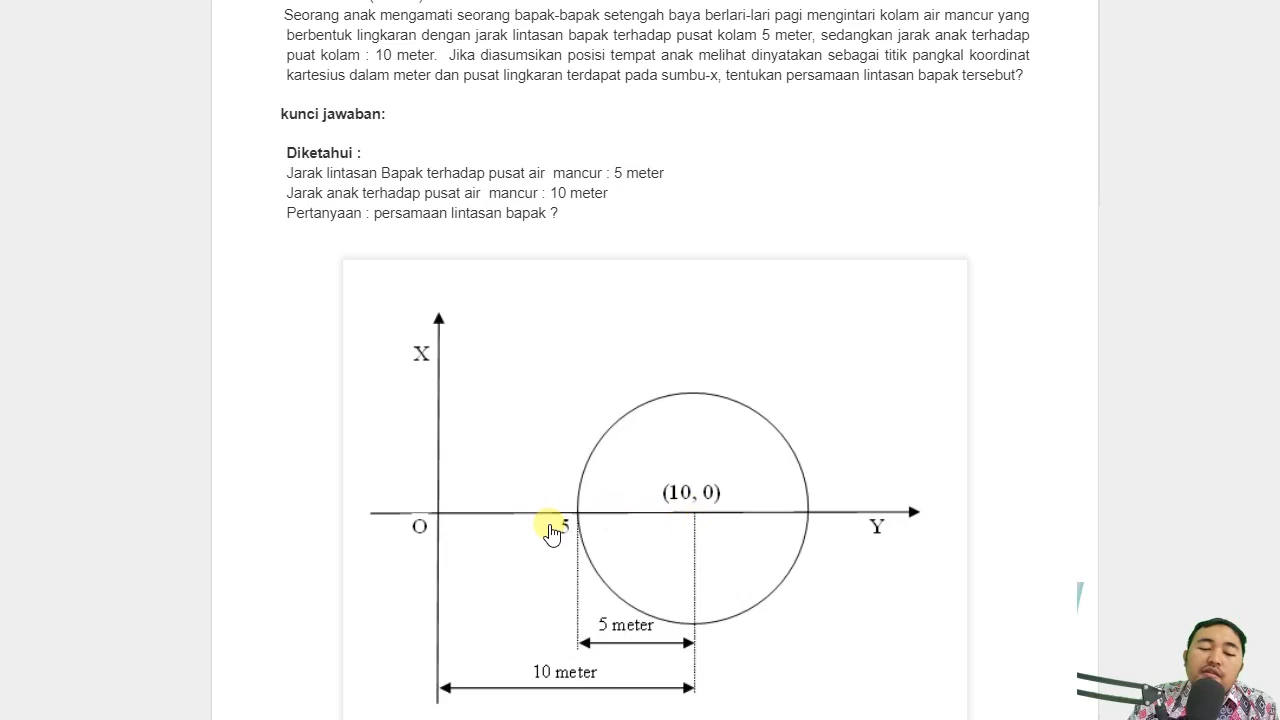 Seorang anak mengamati seorang bapak-bapak setengah baya berlari-lari pagi mengintari kolam air mancur yang
berbentuk lingkaran dengan jarak lintasan bapak terhadap pusat kolam 5 meter, sedangkan jarak anak terhadap
puat kolam : 10 meter. Jika diasumsikan posisi tempat anak melihat dinyatakan sebagai titik pangkal koordinat
kartesius dalam meter dan pusat lingkaran terdapat pada sumbu-x, tentukan persamaan lintasan bapak tersebut?
kunci jawaban:
Diketahui :
Jarak lintasan Bapak terhadap pusat air mancur : 5 meter
Jarak anak terhadap pusat air mancur : 10 meter
Pertanyaan : persamaan lintasan bapak ?
X
(10, 0)
O
5
Y
5 meter
10 meter